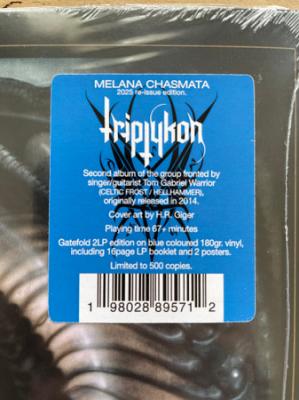 MELANA CHASMATA
2025 re-issue edition.
triptykon
Second album of the group fronted by
singer/guitarist Tom Gabriel Warrior
(CELTIC FROST / HELLHAMMER),
originally released in 2014.
Cover art by H.R. Giger
Playing time 67+ minutes
Gatefold 2LP edition on blue coloured 180gr. vinyl,
including 16page LP booklet and 2 posters.
Limited to 500 copies.
1 98028 89571 2